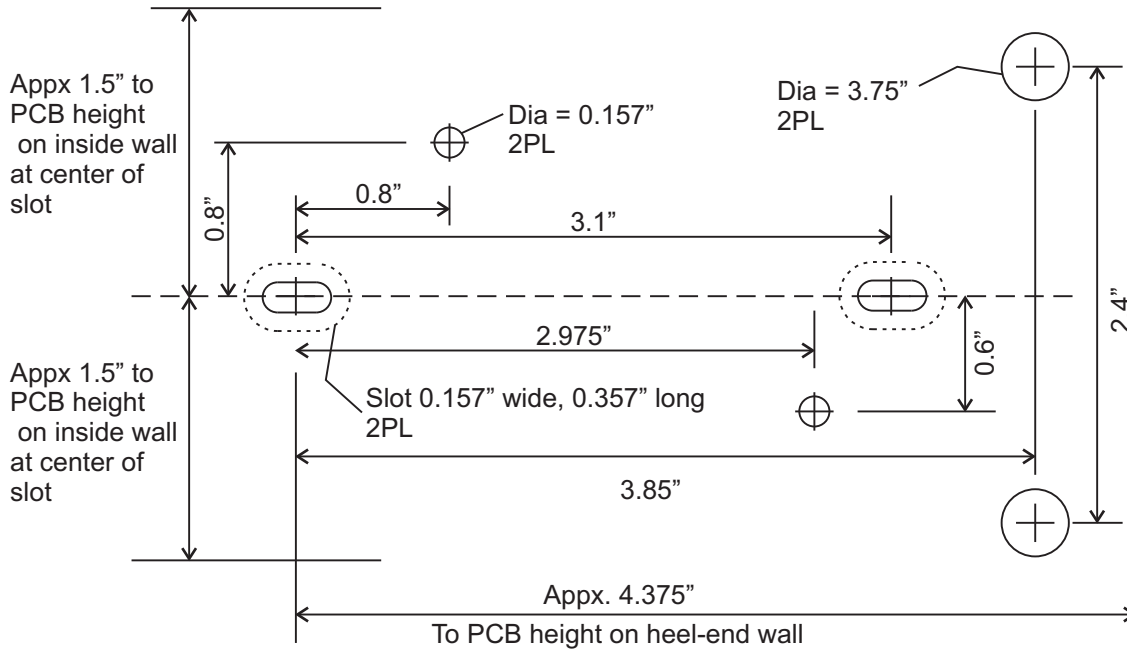 Appx 1.5” to
PCB height
on inside wall
at center of
slot
0.8”
Dia = 0.157”
2PL
0.8”
3.1”
Dia = 3.75”
2PL
2.4”
2.975”
0.6”
Slot 0.157” wide, 0.357” long
2PL
Appx 1.5” to
PCB height
on inside wall
at center of
slot
3.85”
Appx. 4.375”
To PCB height on heel-end wall